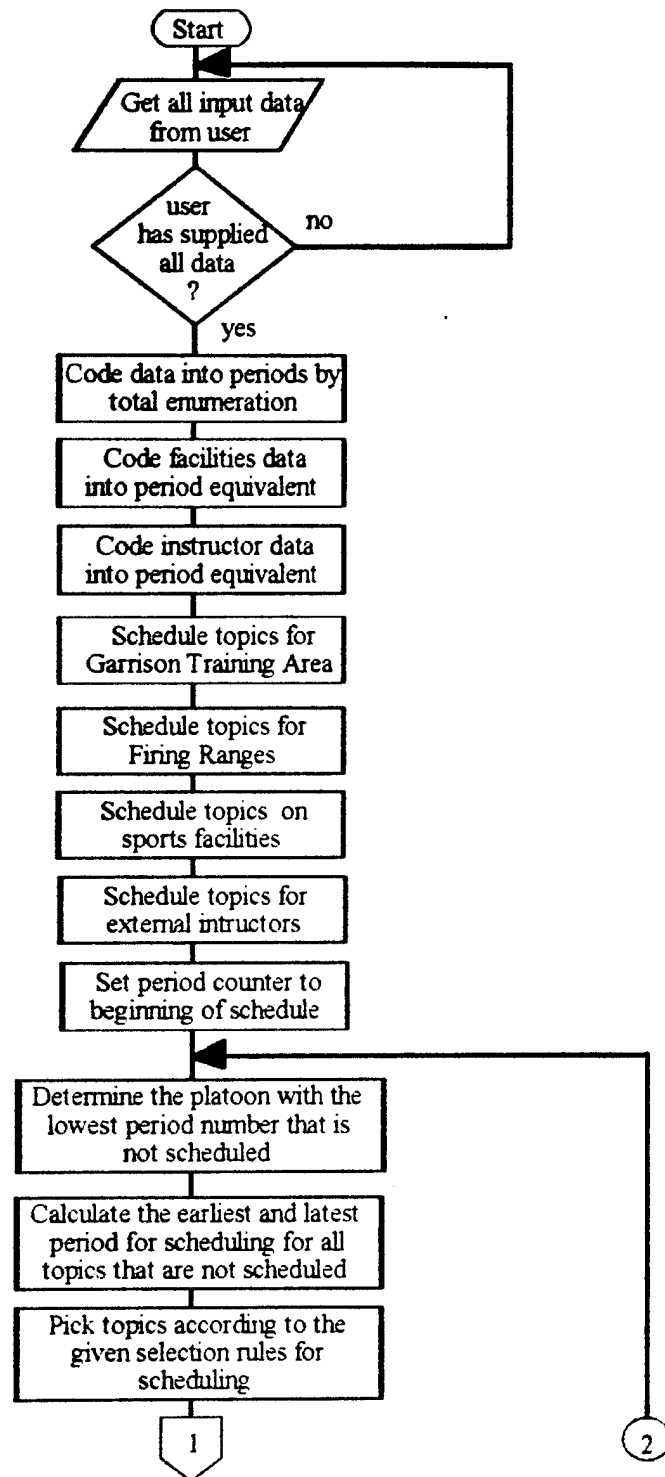 Start
Get all input data
from user
user
has supplied
all data
?
no
yes
Code data into periods by
total enumeration
Code facilities data
into period equivalent
Code instructor data
into period equivalent
Schedule topics for
Garrison Training Area
Schedule topics for
Firing Ranges
Schedule topics on
sports facilities
Schedule topics for
external intructors
Set period counter to
beginning of schedule
Determine the platoon with the
lowest period number that is
not scheduled
Calculate the earliest and latest
period for scheduling for all
topics that are not scheduled
Pick topics according to the
given selection rules for
scheduling
1
2